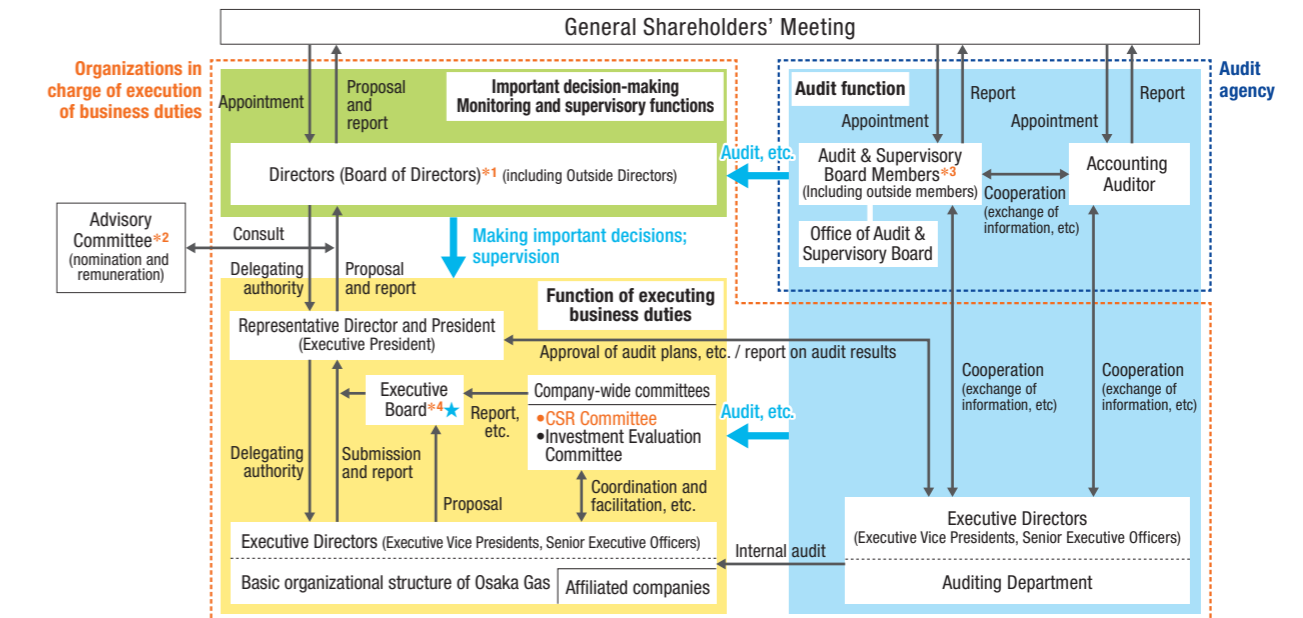 General Shareholders' Meeting
Organizations in
charge of execution
of business duties
Appointment
Proposal
and
report
Important decision-making
Monitoring and supervisory functions
Directors (Board of Directors)*1 (including Outside Directors)
Audit function
Audit
agency
Appointment
Report
Appointment
Report
Audit, etc.
Audit & Supervisory
Board Members*3
(Including outside members)
Cooperation
(exchange of
information, etc)
Accounting
Auditor
Office of Audit &
Supervisory Board
Advisory
Committee*2
(nomination and
remuneration)
Consult
Making important decisions;
supervision
Delegating
authority
Proposal
and report
Function of executing
business duties
Representative Director and President
(Executive President)
Approval of audit plans, etc. / report on audit results
Executive
Board*4★
Report,
etc.
Company-wide committees
•CSR Committee
•Investment Evaluation
Committee
Audit, etc.
Cooperation
(exchange of
information, etc)
Cooperation
(exchange of
information, etc)
Delegating
authority
Submission
and report
Proposal
Coordination and
facilitation, etc.
Executive Directors (Executive Vice Presidents, Senior Executive Officers)
Basic organizational structure of Osaka Gas
Affiliated companies
Internal audit
Executive Directors
(Executive Vice Presidents, Senior Executive Officers)
Auditing Department